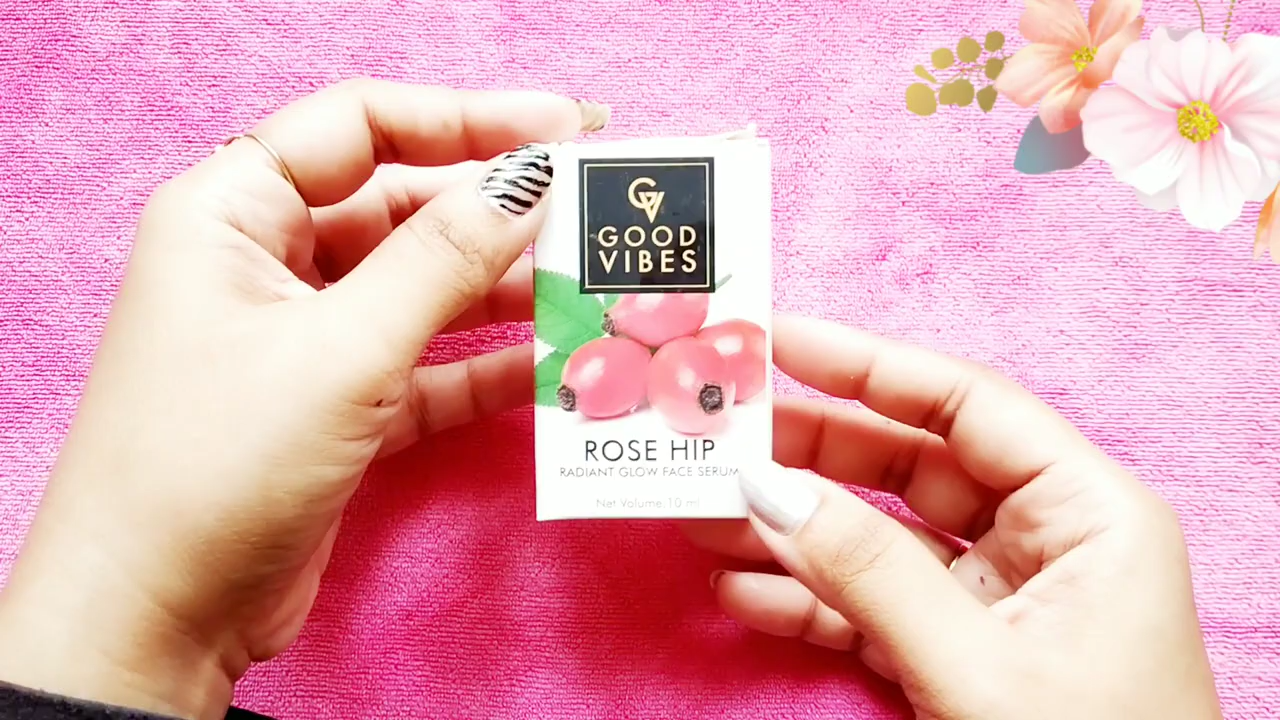 GV
GOOD
VIBES
ROSE HIP
RADIANT GLOW FACE SERUM
Net Volume 10 ml